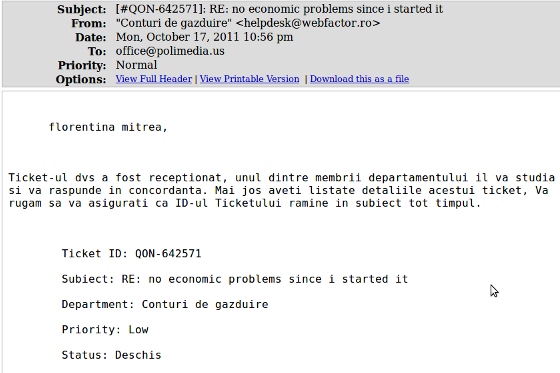 Subject: [#QON-642571]: RE: no economic problems since i started it
From: "Conturi de gazduire" <helpdesk@webfactor.ro>
Date: Mon, October 17, 2011 10:56 pm
To: office@polimedia.us
Priority: Normal
Options: View Full Header | View Printable Version | Download this as a file
florentina mitrea,
Ticket-ul dvs a fost receptionat, unul dintre membrii departamentului il va studia
si va raspunde in concordanta. Mai jos aveti listate detaliile acestui ticket, Va
rugam sa va asigurati ca ID-ul Ticketului ramine in subiect tot timpul.
Ticket ID: QON-642571
Subiect: RE: no economic problems since i started it
Department: Conturi de gazduire
Priority: Low
Status: Deschis